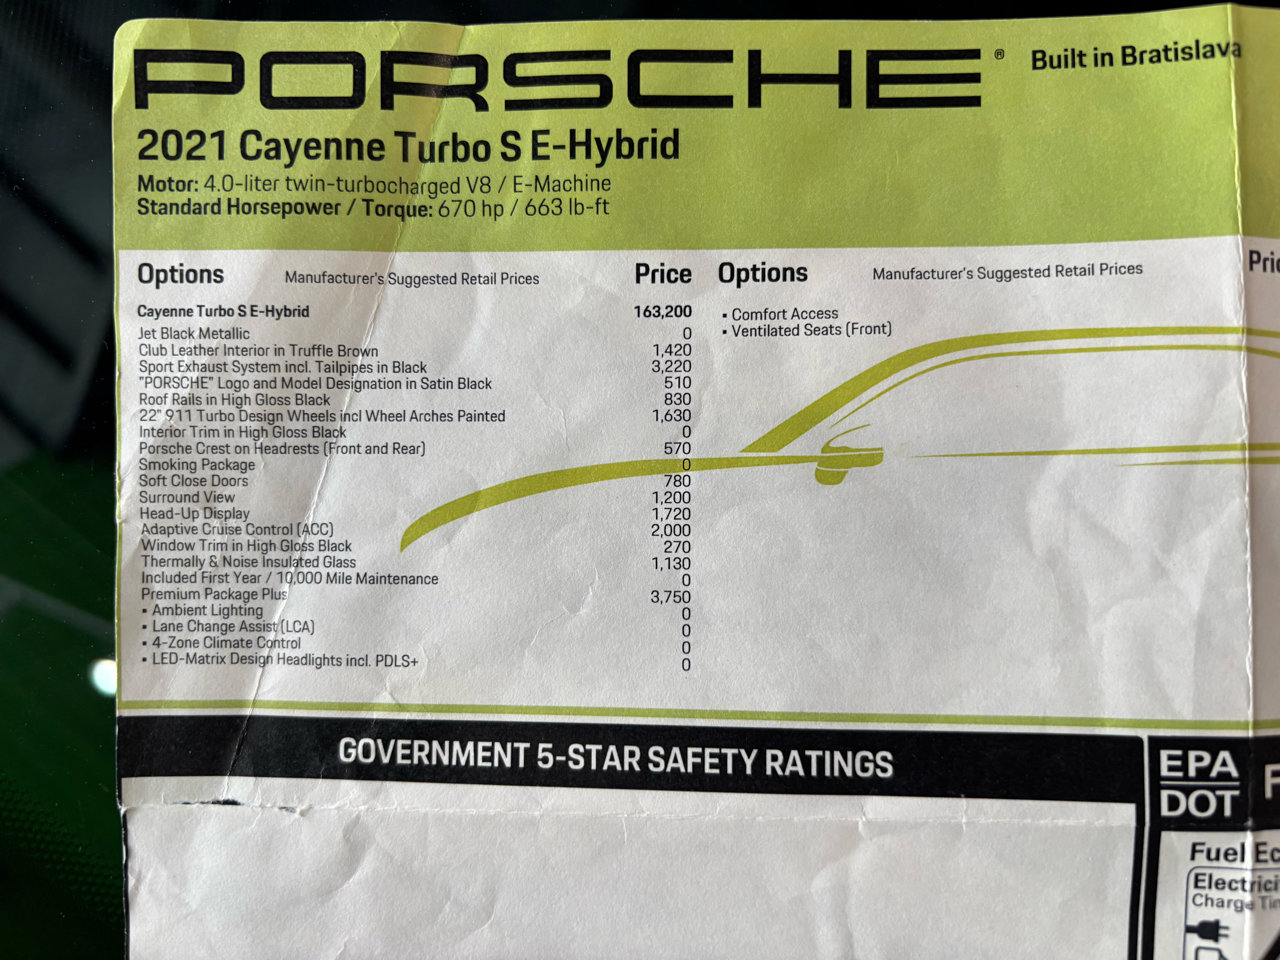 PORSCHE® Built in Bratislava
2021 Cayenne Turbo S E-Hybrid
Motor: 4.0-liter twin-turbocharged V8 / E-Machine
Standard Horsepower / Torque: 670 hp / 663 lb-ft
Options Manufacturer's Suggested Retail Prices Price
Cayenne Turbo S E-Hybrid 163,200
Jet Black Metallic 0
Club Leather Interior in Truffle Brown 1,420
Sport Exhaust System incl. Tailpipes in Black 3,220
"PORSCHE" Logo and Model Designation in Satin Black 510
Roof Rails in High Gloss Black 830
22" 911 Turbo Design Wheels incl Wheel Arches Painted 1,630
Interior Trim in High Gloss Black 0
Porsche Crest on Headrests (Front and Rear) 570
Smoking Package 0
Soft Close Doors 780
Surround View 1,200
Head-Up Display 1,720
Adaptive Cruise Control (ACC) 2,000
Window Trim in High Gloss Black 270
Thermally & Noise Insulated Glass 1,130
Included First Year / 10,000 Mile Maintenance 0
Premium Package Plus 3,750
▪ Ambient Lighting 0
▪ Lane Change Assist (LCA) 0
▪ 4-Zone Climate Control 0
▪ LED-Matrix Design Headlights incl. PDLS+ 0
Options Manufacturer's Suggested Retail Prices
▪ Comfort Access
▪ Ventilated Seats (Front)
GOVERNMENT 5-STAR SAFETY RATINGS
EPA
DOT
Fuel
Charge